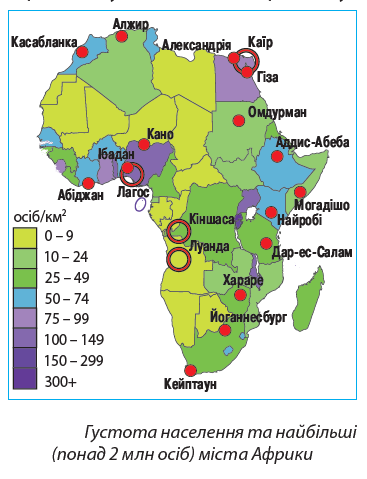 Алжир
Касабланка
Александрія
Каїр
Гіза
Омдурман
Кано
Ібадан
Аддис-Абеба
Абіджан
Лагос
Могадішо
Кіншаса
Найробі
Луанда
Дар-ес-Салам
Хараре
Йоганнесбург
Кейптаун
осіб/км²
0 – 9
10 – 24
25 – 49
50 – 74
75 – 99
100 – 149
150 – 299
300+
Густота населення та найбільші
(понад 2 млн осіб) міста Африки